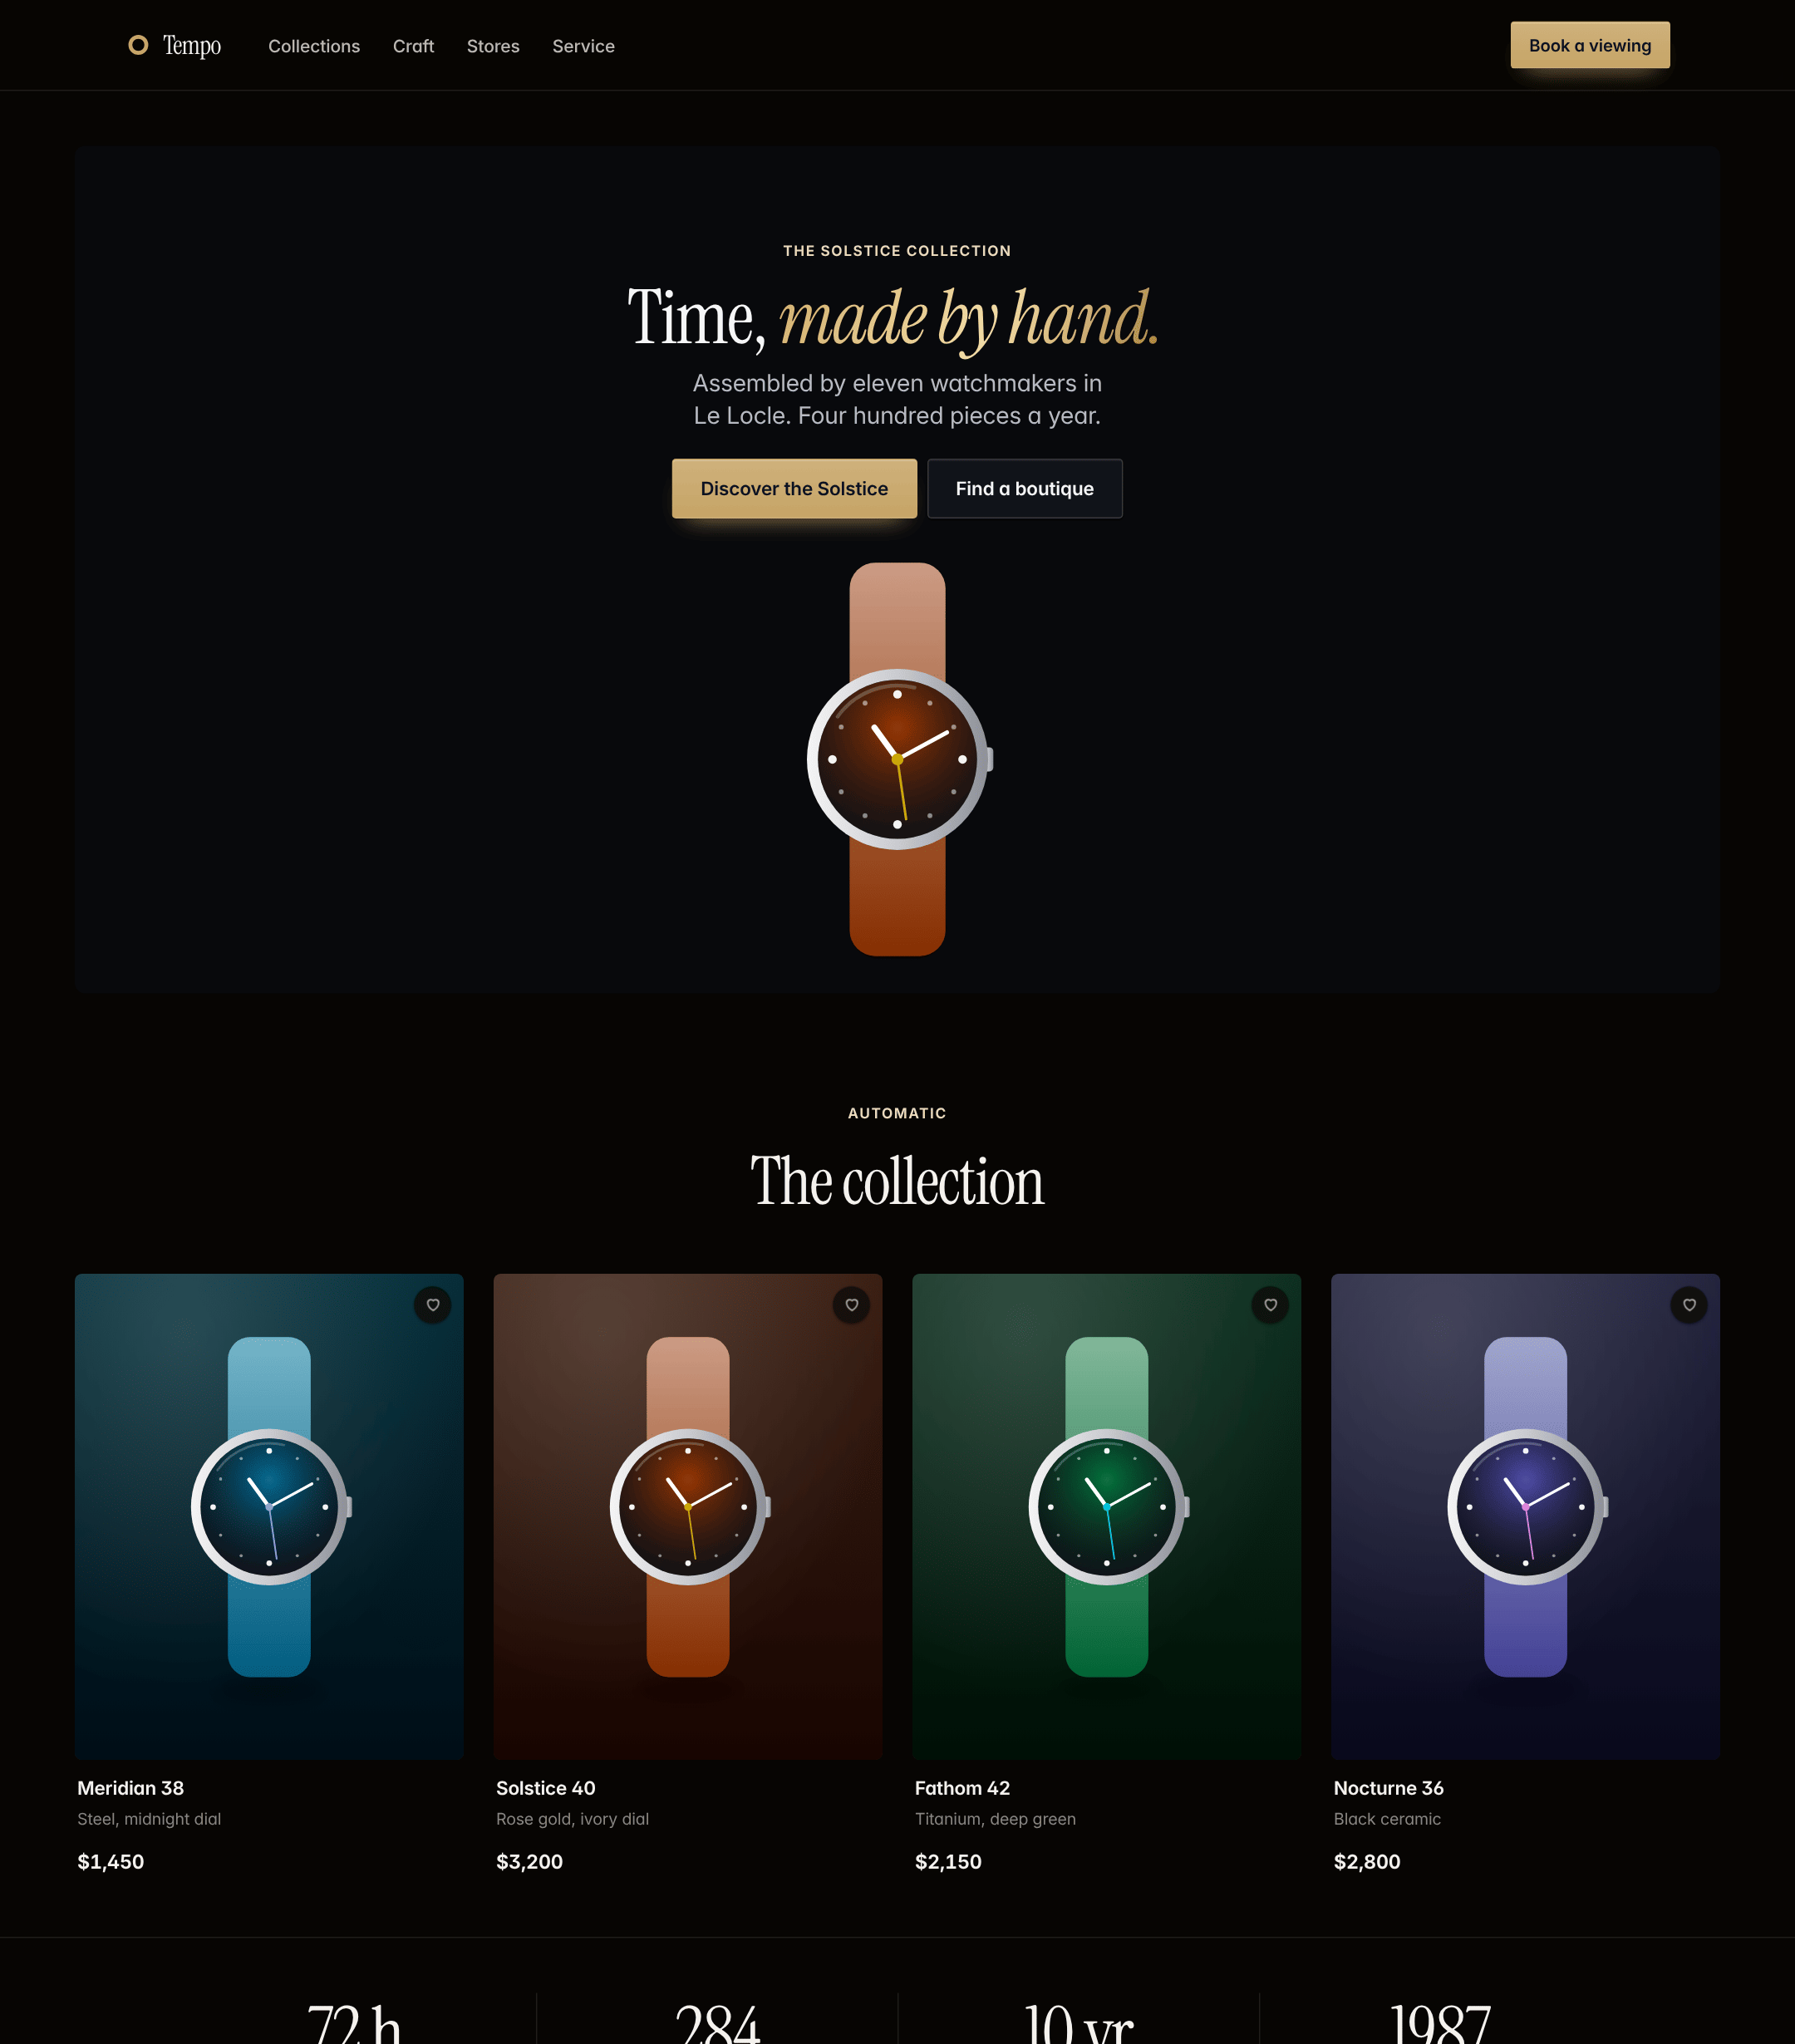 Tempo
Collections
Craft
Stores
Service
Book a viewing
THE SOLSTICE COLLECTION
Time, made by hand.
Assembled by eleven watchmakers in
Le Locle. Four hundred pieces a year.
Discover the Solstice
Find a boutique
AUTOMATIC
The collection
Meridian 38
Steel, midnight dial
$1,450
Solstice 40
Rose gold, ivory dial
$3,200
Fathom 42
Titanium, deep green
$2,150
Nocturne 36
Black ceramic
$2,800
72 h
284
10 yr
1987